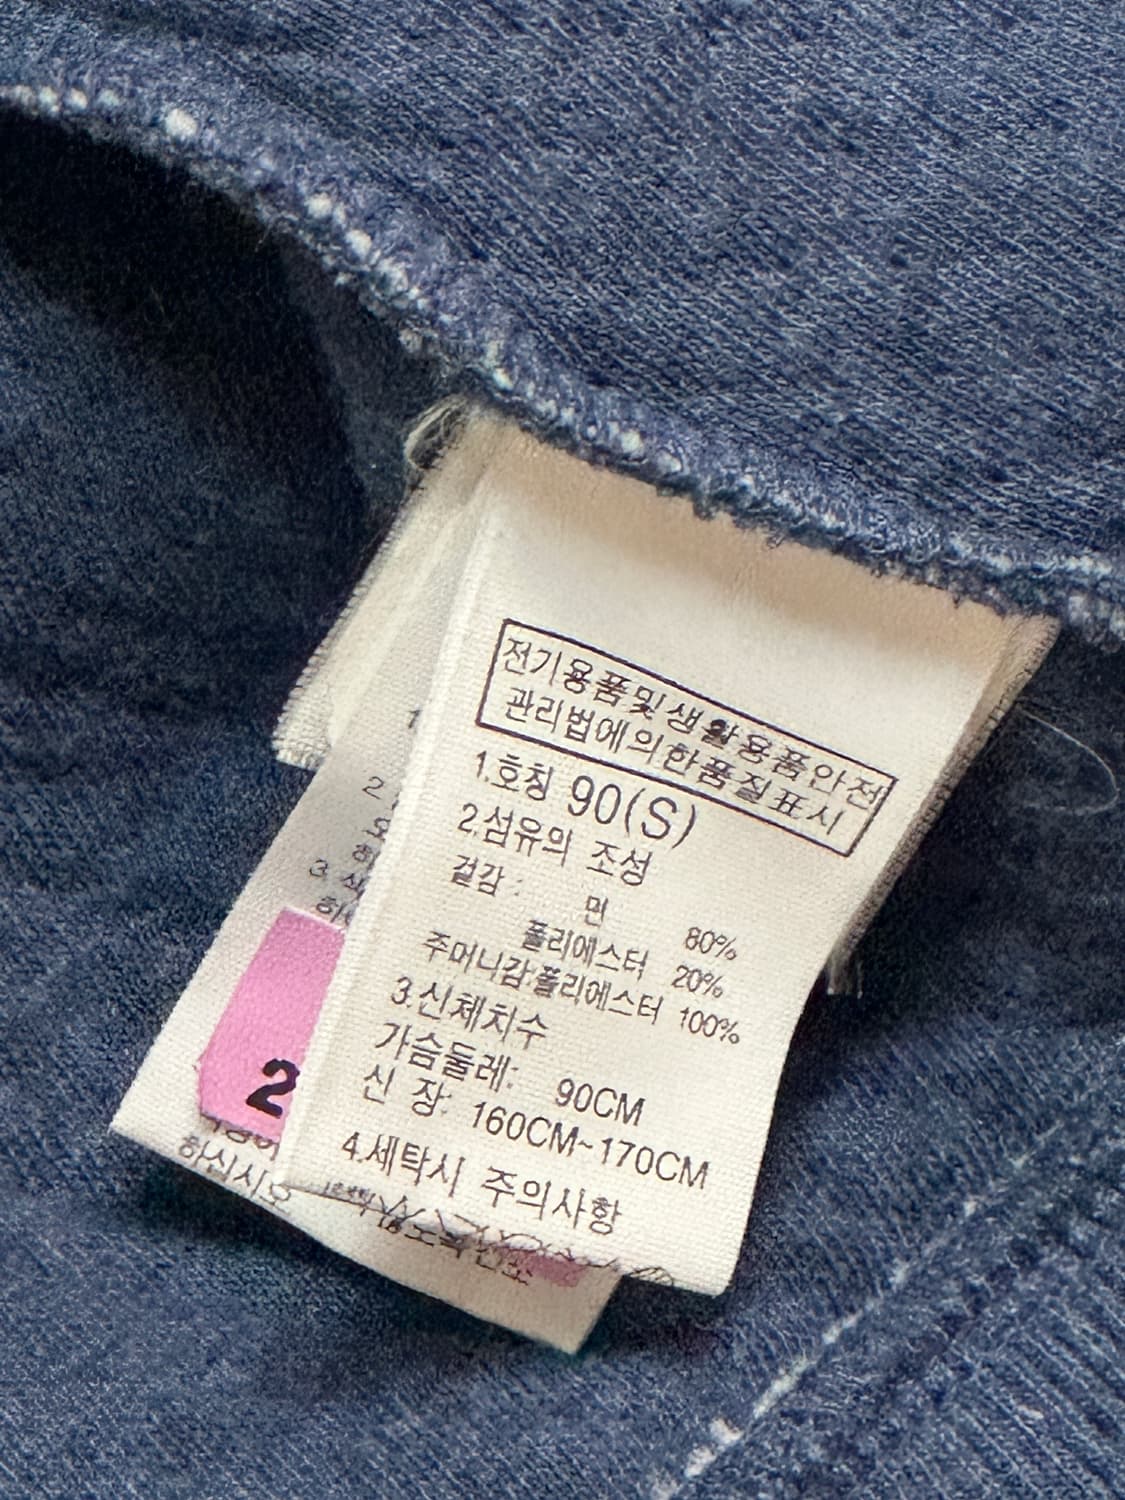 전기용품및생활용품안전
관리법에의한품질표시
1.호칭 90(S)
2.섬유의 조성
겉감 : 면 80%
폴리에스터 20%
주머니감:폴리에스터 100%
3.신체치수
가슴둘레: 90CM
신 장: 160CM~170CM
4.세탁시 주의사항
2
3.
2
하십시오